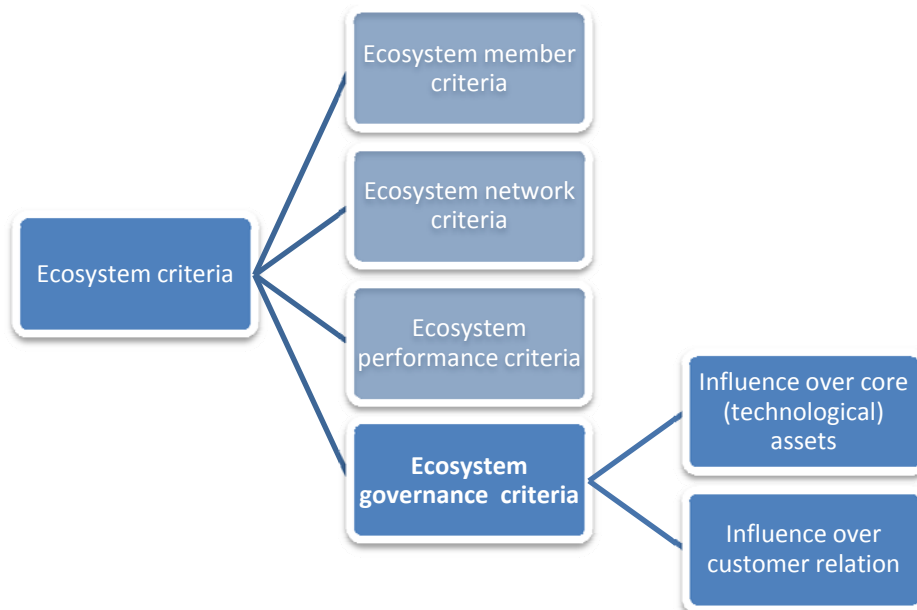 Ecosystem member
criteria
Ecosystem network
criteria
Ecosystem criteria
Ecosystem
performance criteria
Ecosystem
governance criteria
Influence over core
(technological)
assets
Influence over
customer relation